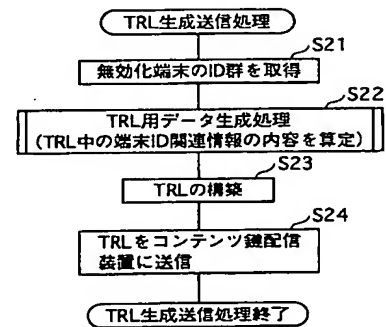 TRL生成送信処理
S21
無効化端末のID群を取得
S22
TRL用データ生成処理
(TRL中の端末ID関連情報の内容を算定)
S23
TRLの構築
S24
TRLをコンテンツ鍵配信
装置に送信
TRL生成送信処理終了